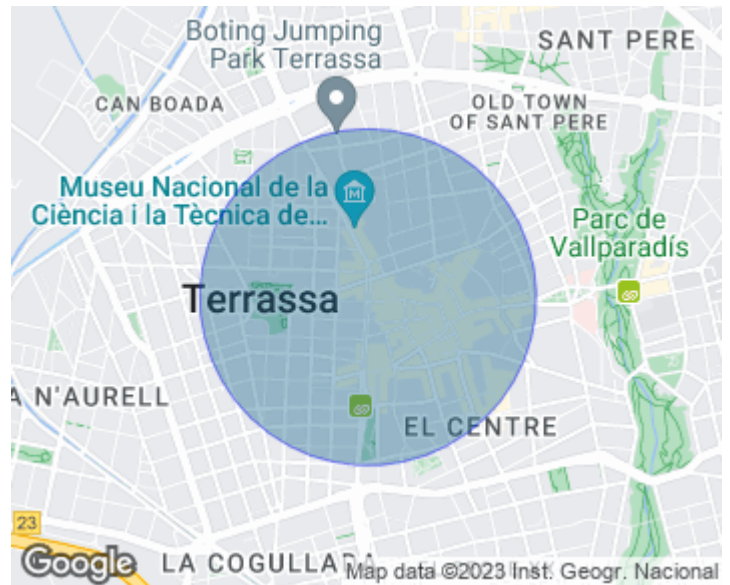 Boting Jumping
Park Terrassa
SANT PERE
CAN BOADA
OLD TOWN
OF SANT PERE
Museu Nacional de la
Ciència i la Tècnica de...
M
Parc de
Vallparadís
Terrassa
A N'AURELL
EL CENTRE
23
Google
LA COGULLADA
Map data ©2023 Inst. Geogr. Nacional